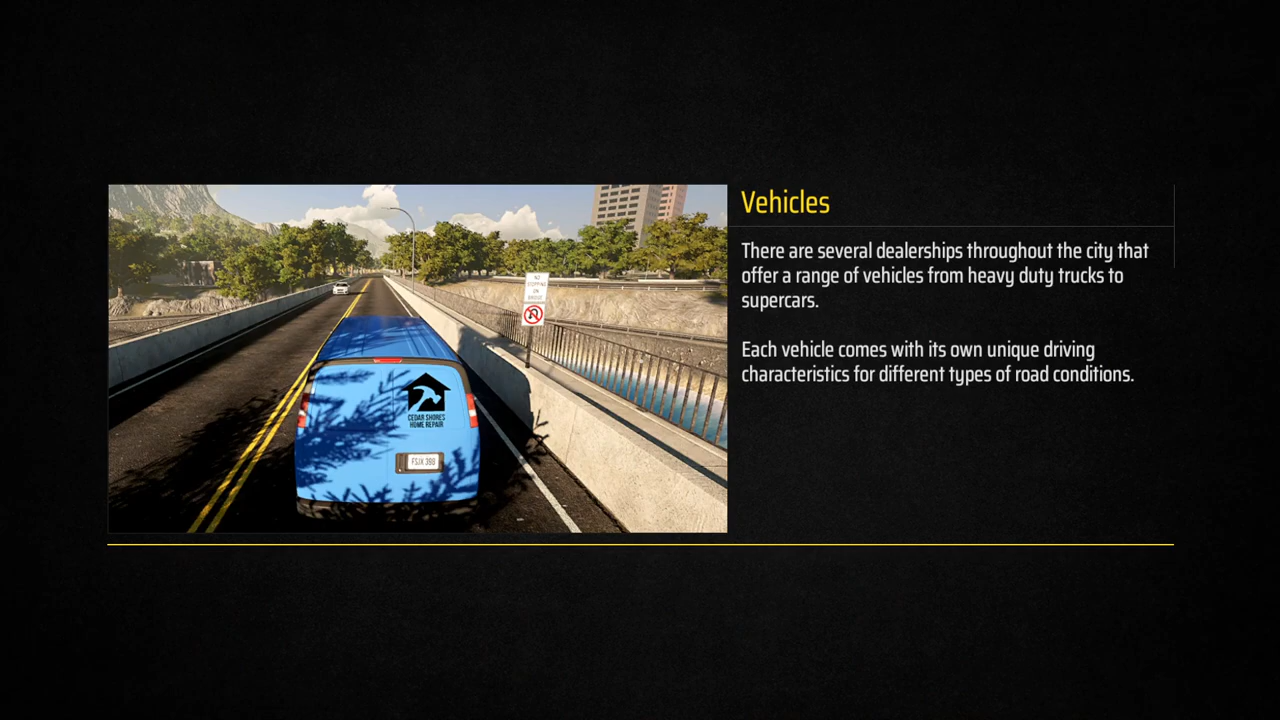 Vehicles
There are several dealerships throughout the city that
offer a range of vehicles from heavy duty trucks to
supercars.
Each vehicle comes with its own unique driving
characteristics for different types of road conditions.
NO
STOPPING
ON
BRIDGE
CEDAR SHORES
HOME REPAIR